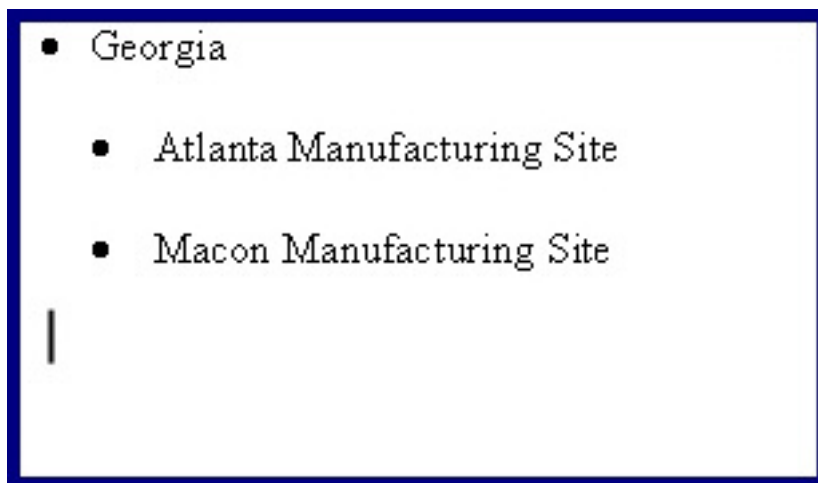 • Georgia
• Atlanta Manufacturing Site
• Macon Manufacturing Site